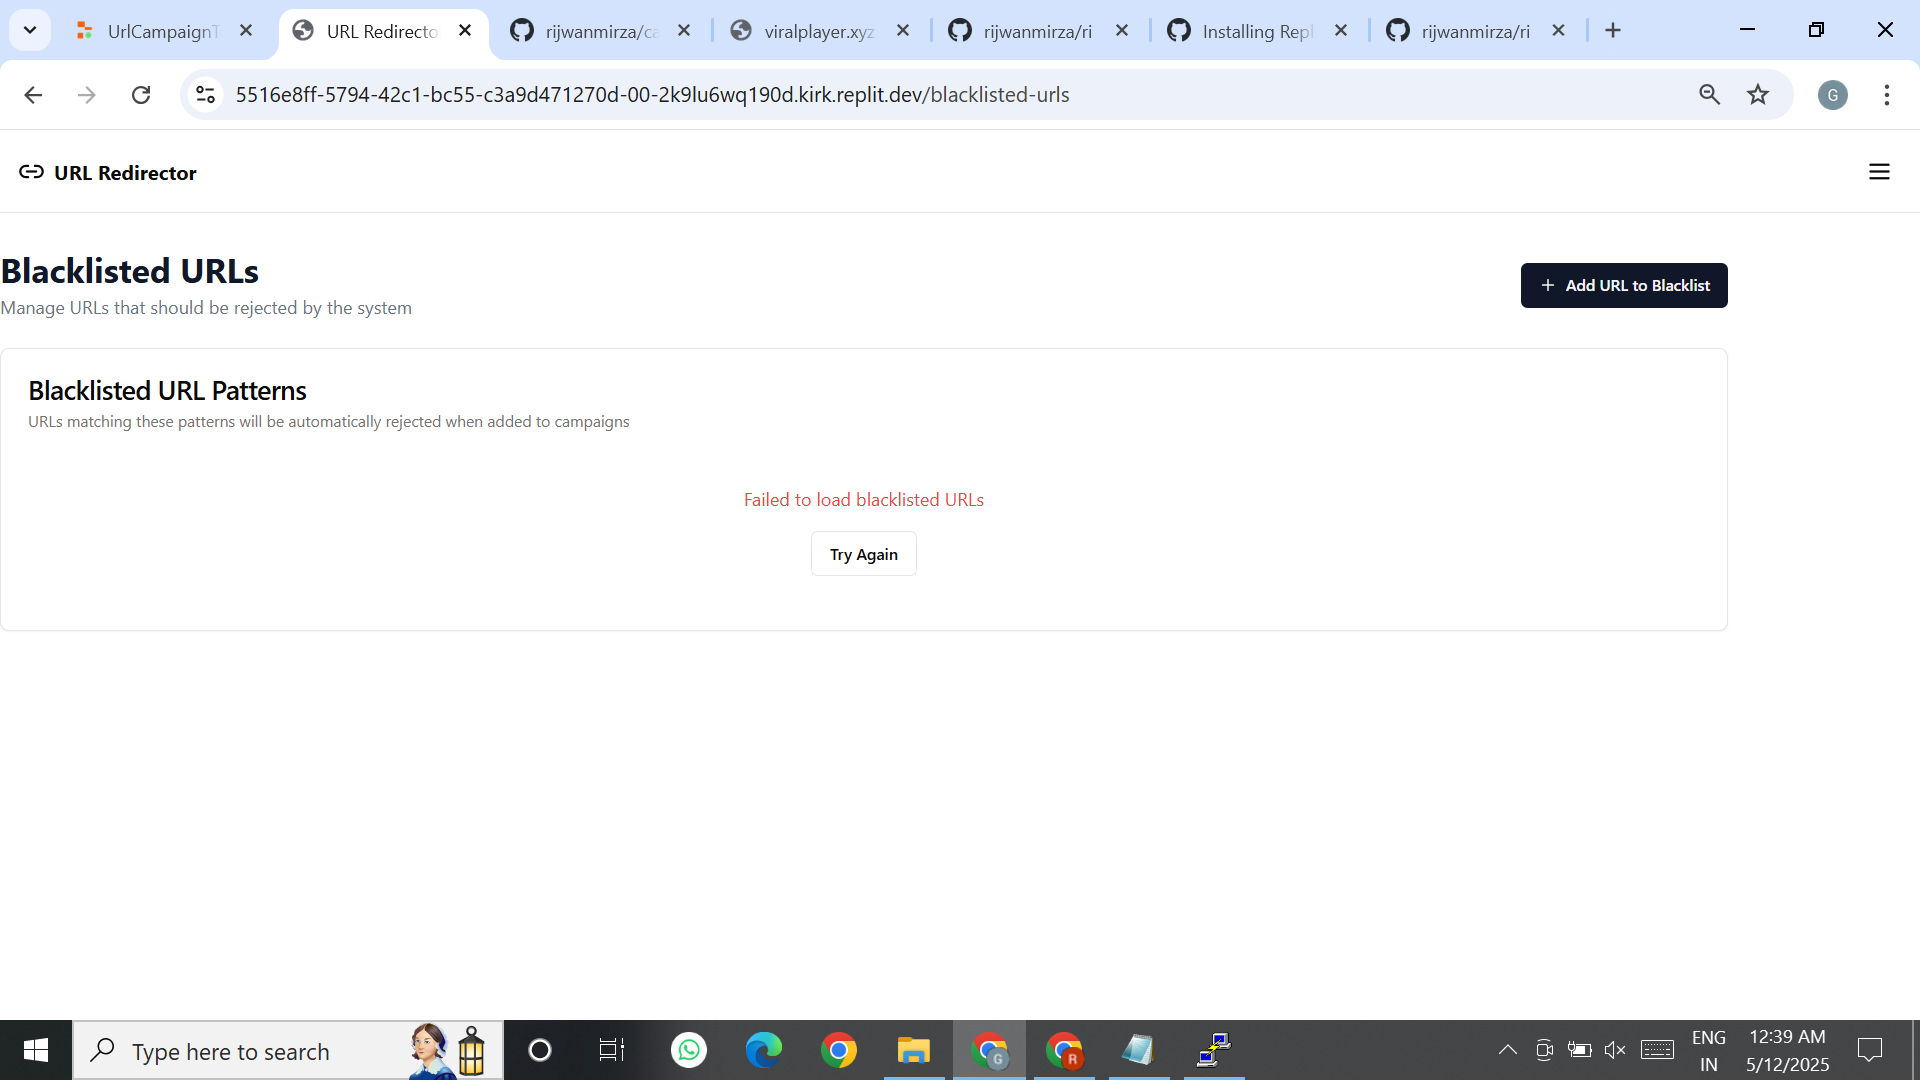 UrlCampaignT
URL Redirecto
rijwanmirza/ca
viralplayer.xyz
rijwanmirza/ri
Installing Repl
rijwanmirza/ri
5516e8ff-5794-42c1-bc55-c3a9d471270d-00-2k9lu6wq190d.kirk.replit.dev/blacklisted-urls
G
URL Redirector
Blacklisted URLs
Manage URLs that should be rejected by the system
+ Add URL to Blacklist
Blacklisted URL Patterns
URLs matching these patterns will be automatically rejected when added to campaigns
Failed to load blacklisted URLs
Try Again
Type here to search
G
R
ENG
IN
12:39 AM
5/12/2025